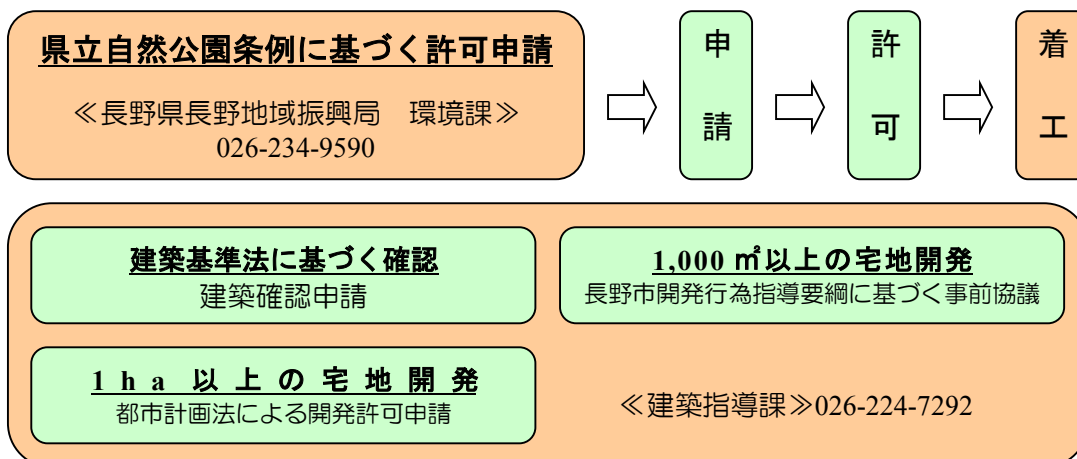 県立自然公園条例に基づく許可申請
≪長野県長野地域振興局　環境課≫
026-234-9590
申請
許可
着工
建築基準法に基づく確認
建築確認申請
1,000 ㎡以上の宅地開発
長野市開発行為指導要綱に基づく事前協議
1 h a 以 上 の 宅 地 開 発
都市計画法による開発許可申請
≪建築指導課≫026-224-7292